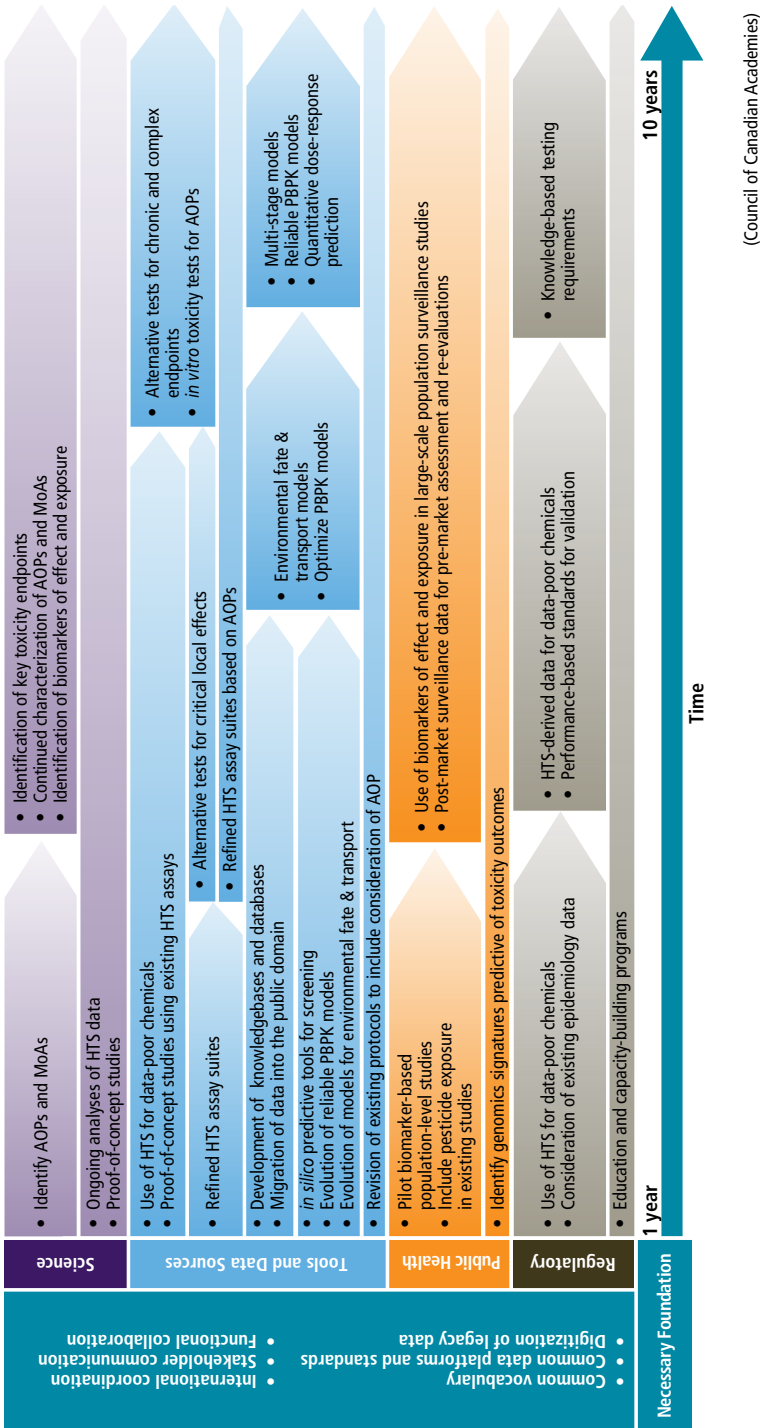 • International coordination
• Stakeholder communication
• Functional collaboration
• Common vocabulary
• Common data platforms and standards
• Digitization of legacy data
Necessary Foundation
Science
• Identify AOPs and MoAs
• Identification of key toxicity endpoints
• Continued characterization of AOPs and MoAs
• Identification of biomarkers of effect and exposure
• Ongoing analyses of HTS data
• Proof-of-concept studies
Tools and Data Sources
• Use of HTS for data-poor chemicals
• Proof-of-concept studies using existing HTS assays
• Alternative tests for chronic and complex
endpoints
• in vitro toxicity tests for AOPs
• Refined HTS assay suites
• Alternative tests for critical local effects
• Refined HTS assay suites based on AOPs
• Development of knowledgebases and databases
• Migration of data into the public domain
• in silico predictive tools for screening
• Evolution of reliable PBPK models
• Evolution of models for environmental fate & transport
• Environmental fate &
transport models
• Optimize PBPK models
• Multi-stage models
• Reliable PBPK models
• Quantitative dose-response
prediction
• Revision of existing protocols to include consideration of AOP
Public Health
• Pilot biomarker-based
population-level studies
• Include pesticide exposure
in existing studies
• Use of biomarkers of effect and exposure in large-scale population surveillance studies
• Post-market surveillance data for pre-market assessment and re-evaluations
• Identify genomics signatures predictive of toxicity outcomes
Regulatory
• Use of HTS for data-poor chemicals
• Consideration of existing epidemiology data
• HTS-derived data for data-poor chemicals
• Performance-based standards for validation
• Knowledge-based testing
requirements
• Education and capacity-building programs
1 year
10 years
Time
(Council of Canadian Academies)